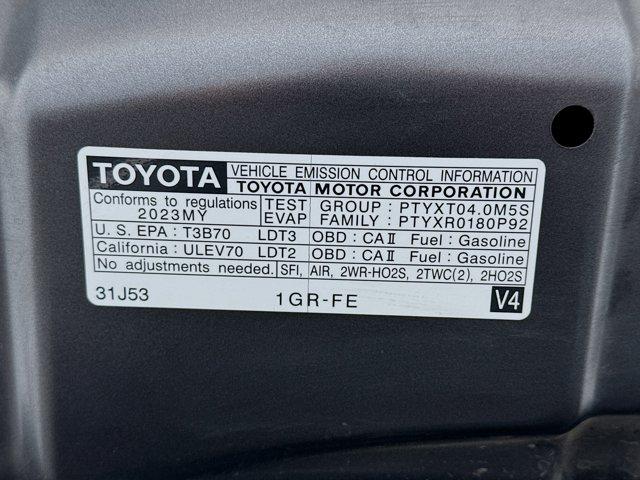 TOYOTA VEHICLE EMISSION CONTROL INFORMATION
TOYOTA MOTOR CORPORATION
Conforms to regulations TEST GROUP : PTYXT04.0M5S
2023MY EVAP FAMILY : PTYXR0180P92
U. S. EPA : T3B70 LDT3 OBD : CAⅡ Fuel : Gasoline
California : ULEV70 LDT2 OBD : CAⅡ Fuel : Gasoline
No adjustments needed. SFI, AIR, 2WR-HO2S, 2TWC(2), 2HO2S
31J53 1GR-FE V4